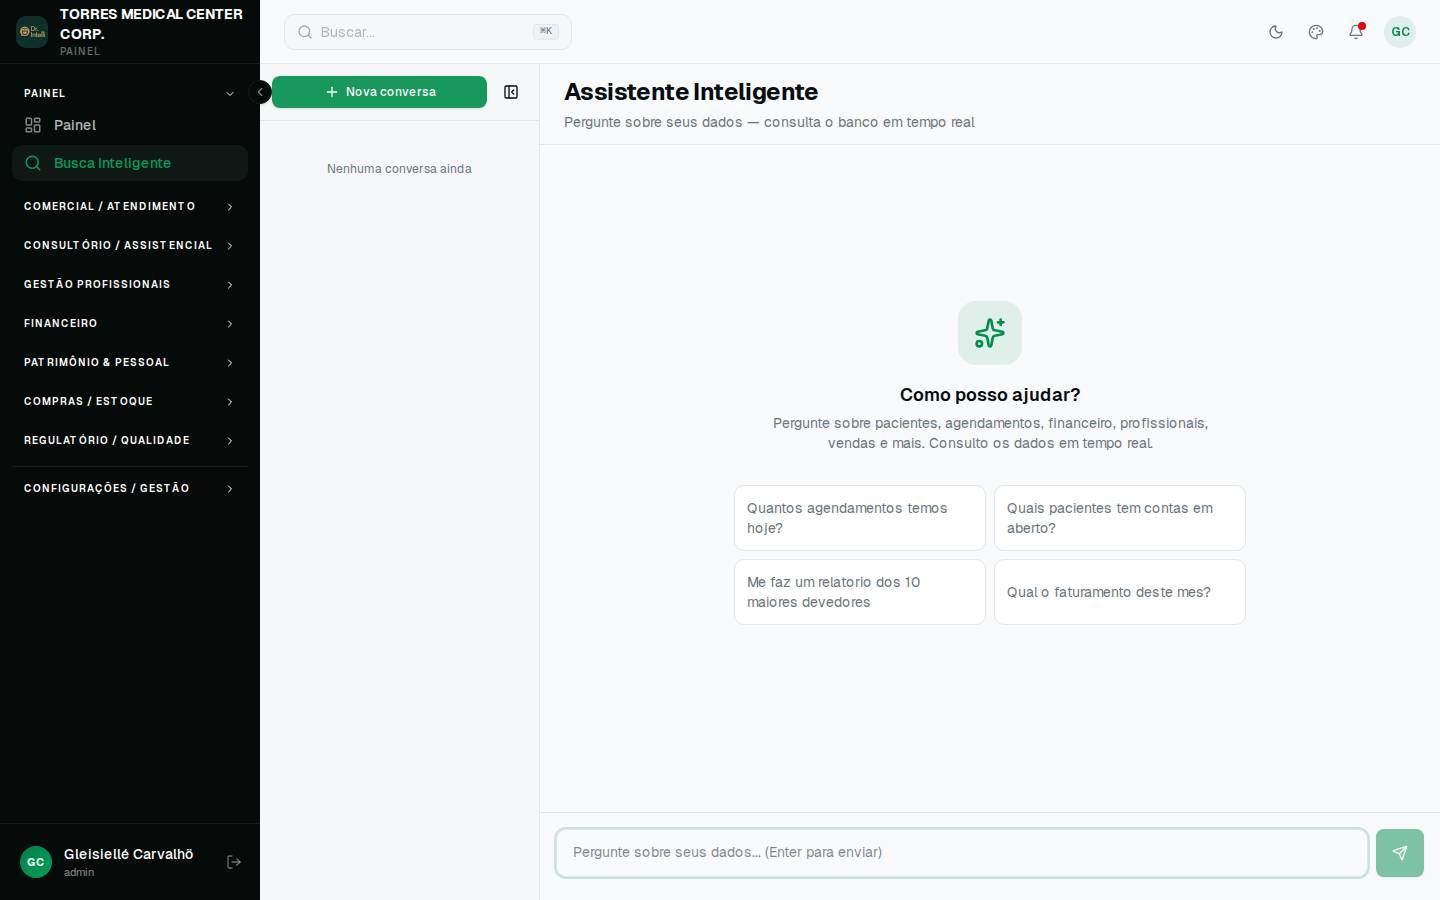 TORRES MEDICAL CENTER
CORP.
PAINEL
Buscar...
⌘K
GC
PAINEL
Painel
Busca Inteligente
COMERCIAL / ATENDIMENTO
CONSULTÓRIO / ASSISTENCIAL
GESTÃO PROFISSIONAIS
FINANCEIRO
PATRIMÔNIO & PESSOAL
COMPRAS / ESTOQUE
REGULATÓRIO / QUALIDADE
CONFIGURAÇÕES / GESTÃO
GC
Gleisiellé Carvalhö
admin
Nova conversa
Nenhuma conversa ainda
Assistente Inteligente
Pergunte sobre seus dados — consulta o banco em tempo real
Como posso ajudar?
Pergunte sobre pacientes, agendamentos, financeiro, profissionais,
vendas e mais. Consulto os dados em tempo real.
Quantos agendamentos temos
hoje?
Quais pacientes tem contas em
aberto?
Me faz um relatorio dos 10
maiores devedores
Qual o faturamento deste mes?
Pergunte sobre seus dados... (Enter para enviar)